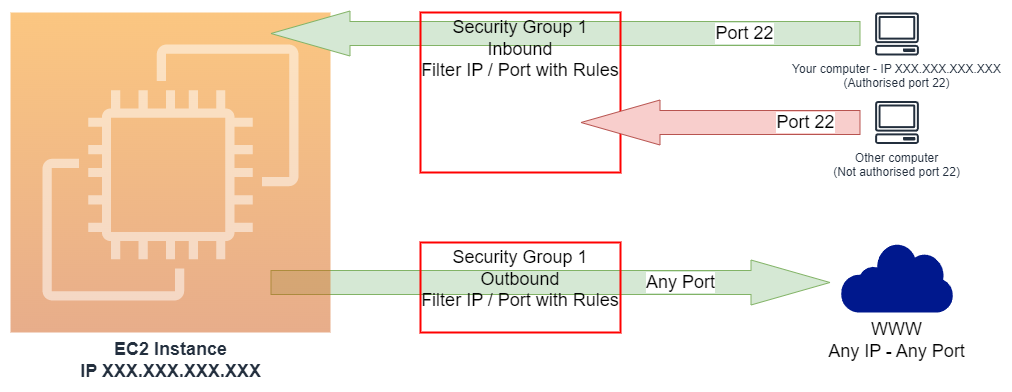 Security Group 1
Inbound
Filter IP / Port with Rules
Port 22
Your computer - IP XXX.XXX.XXX.XXX
(Authorised port 22)
Port 22
Other computer
(Not authorised port 22)
Security Group 1
Outbound
Filter IP / Port with Rules
Any Port
WWW
Any IP - Any Port
EC2 Instance
IP XXX.XXX.XXX.XXX